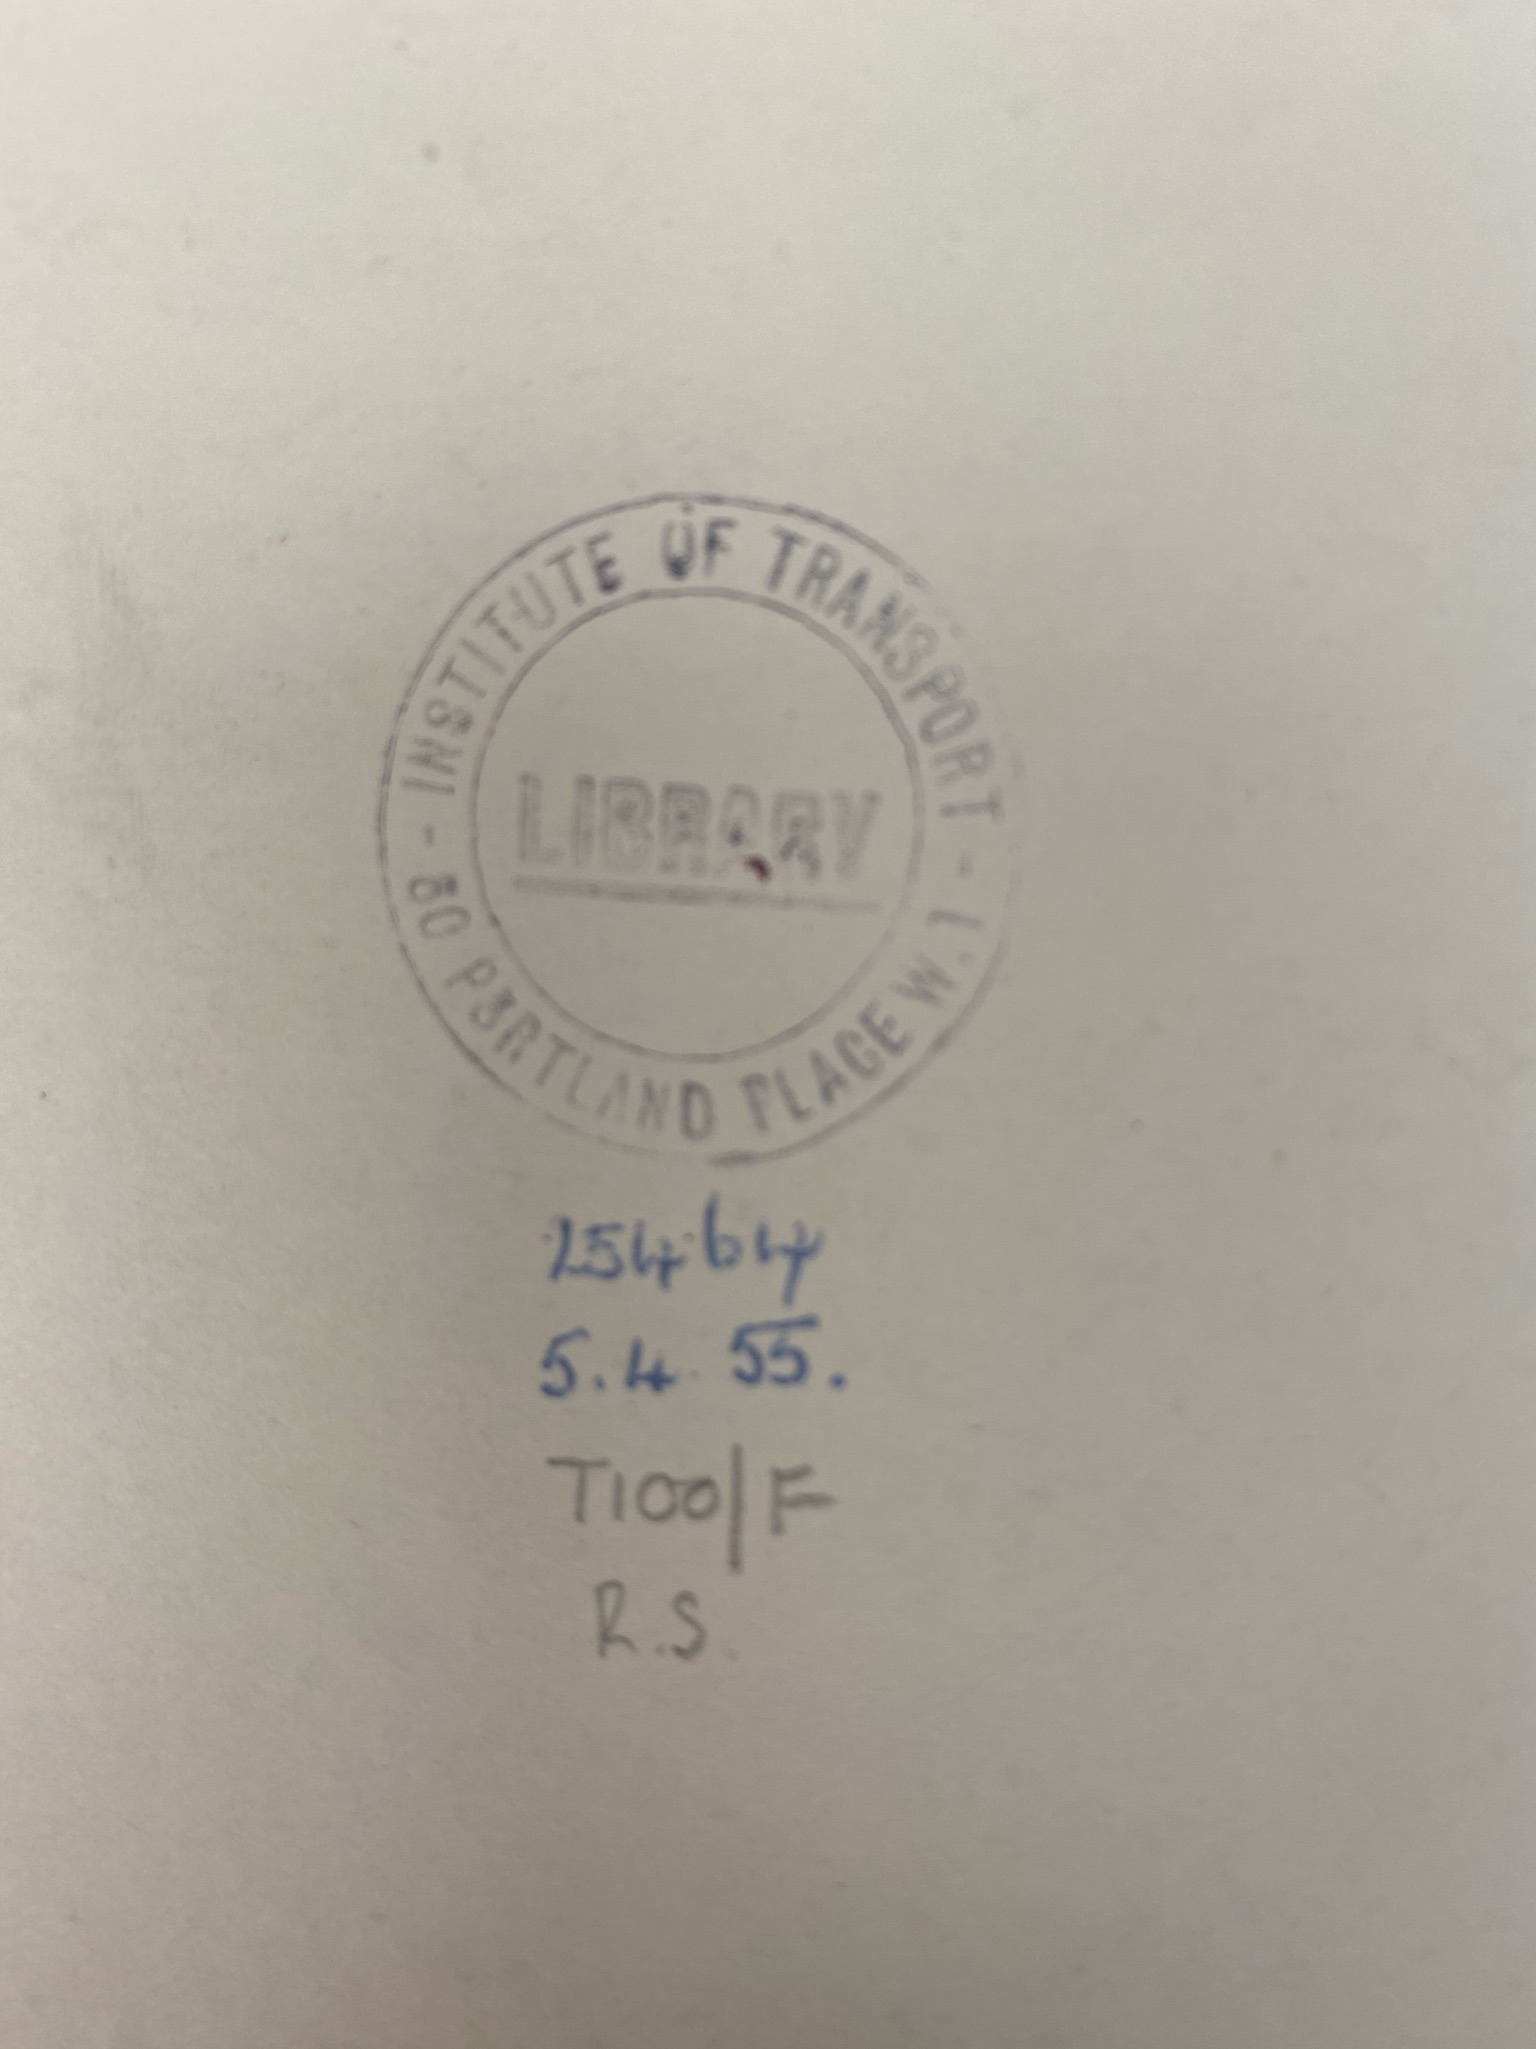 - INSTITUTE OF TRANSPORT -
80 PORTLAND PLACE W.1
LIBRARY
25464
5.4.55.
T100/F
R.S.